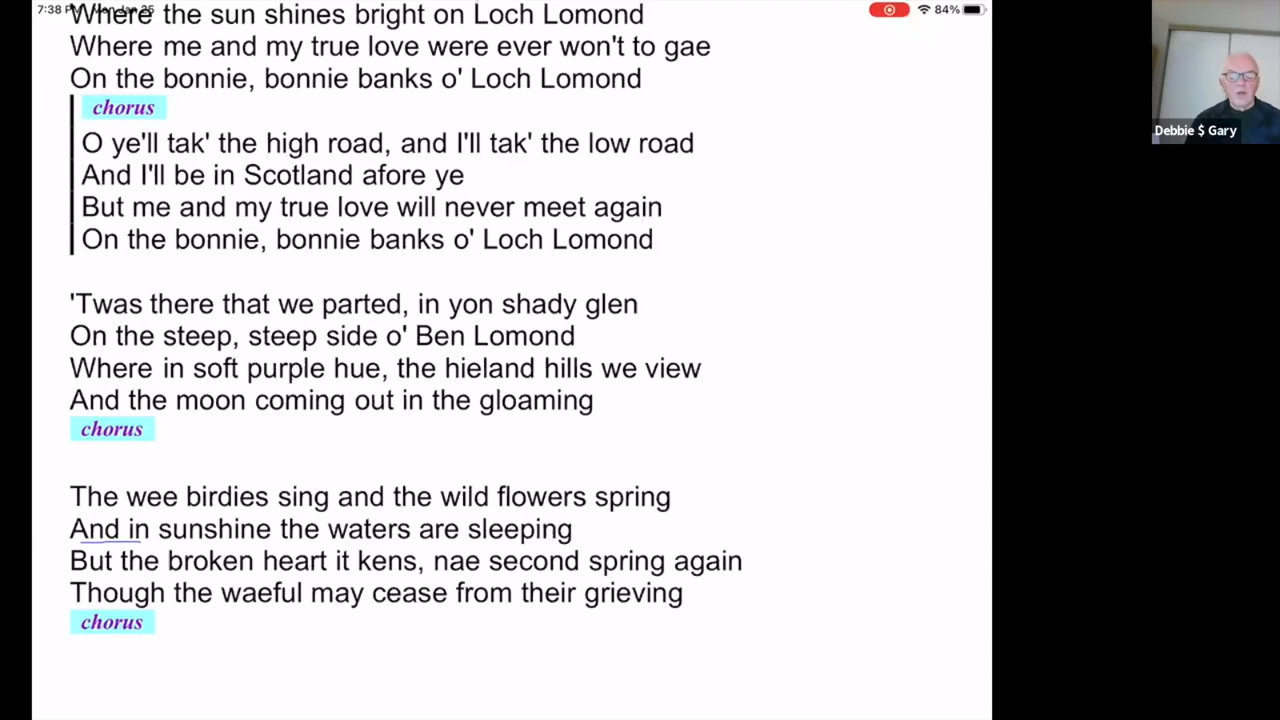 Where the sun shines bright on Loch Lomond
7:38 PM Mon Jan 25
84%
Where me and my true love were ever won't to gae
On the bonnie, bonnie banks o' Loch Lomond
chorus
O ye'll tak' the high road, and I'll tak' the low road
And I'll be in Scotland afore ye
But me and my true love will never meet again
On the bonnie, bonnie banks o' Loch Lomond
Debbie $ Gary
'Twas there that we parted, in yon shady glen
On the steep, steep side o' Ben Lomond
Where in soft purple hue, the hieland hills we view
And the moon coming out in the gloaming
chorus
The wee birdies sing and the wild flowers spring
And in sunshine the waters are sleeping
But the broken heart it kens, nae second spring again
Though the waeful may cease from their grieving
chorus